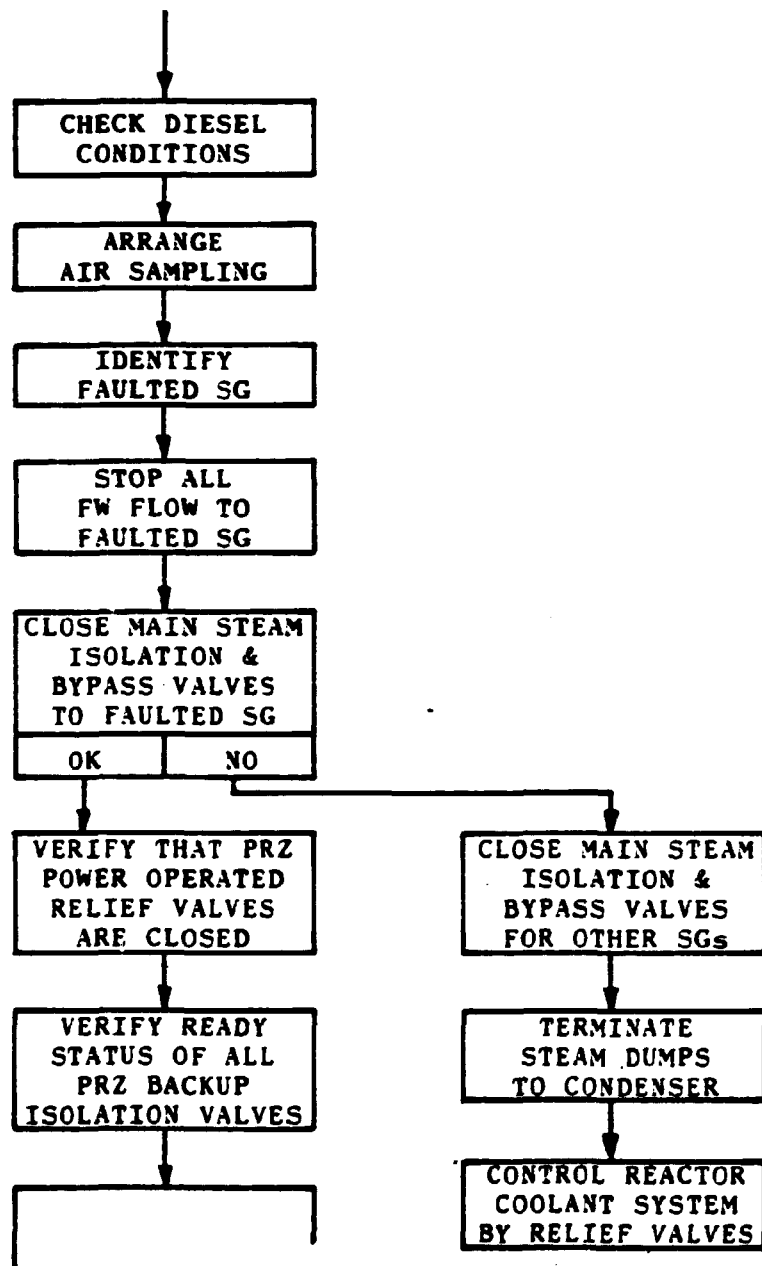 CHECK DIESEL
CONDITIONS
ARRANGE
AIR SAMPLING
IDENTIFY
FAULTED SG
STOP ALL
FW FLOW TO
FAULTED SG
CLOSE MAIN STEAM
ISOLATION &
BYPASS VALVES
TO FAULTED SG
OK
NO
VERIFY THAT PRZ
POWER OPERATED
RELIEF VALVES
ARE CLOSED
VERIFY READY
STATUS OF ALL
PRZ BACKUP
ISOLATION VALVES
CLOSE MAIN STEAM
ISOLATION &
BYPASS VALVES
FOR OTHER SGs
TERMINATE
STEAM DUMPS
TO CONDENSER
CONTROL REACTOR
COOLANT SYSTEM
BY RELIEF VALVES